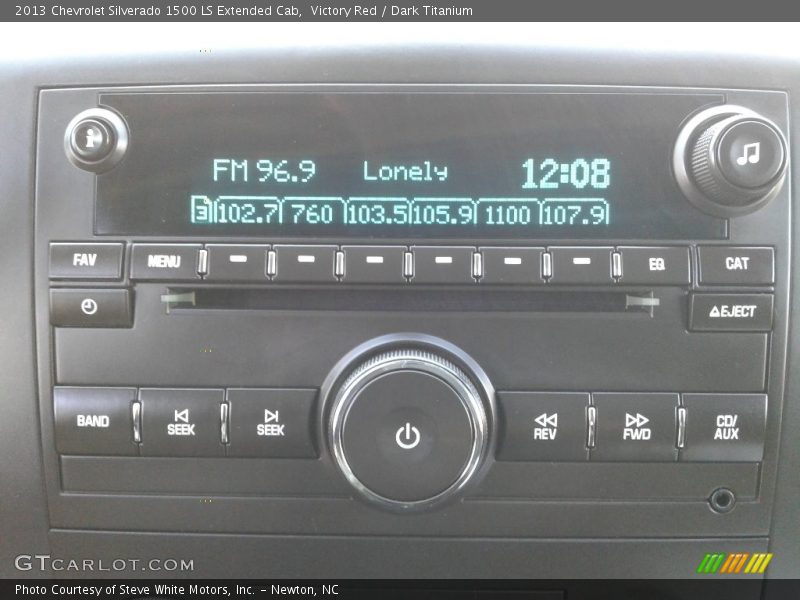 2013 Chevrolet Silverado 1500 LS Extended Cab,  Victory Red / Dark Titanium
FM 96.9 Lonely 12:08
3 102.7 760 103.5 105.9 1100 107.9
FAV MENU EQ CAT
EJECT
BAND SEEK SEEK REV FWD CD/
AUX
GTCARLOT.COM
Photo Courtesy of Steve White Motors, Inc. – Newton, NC